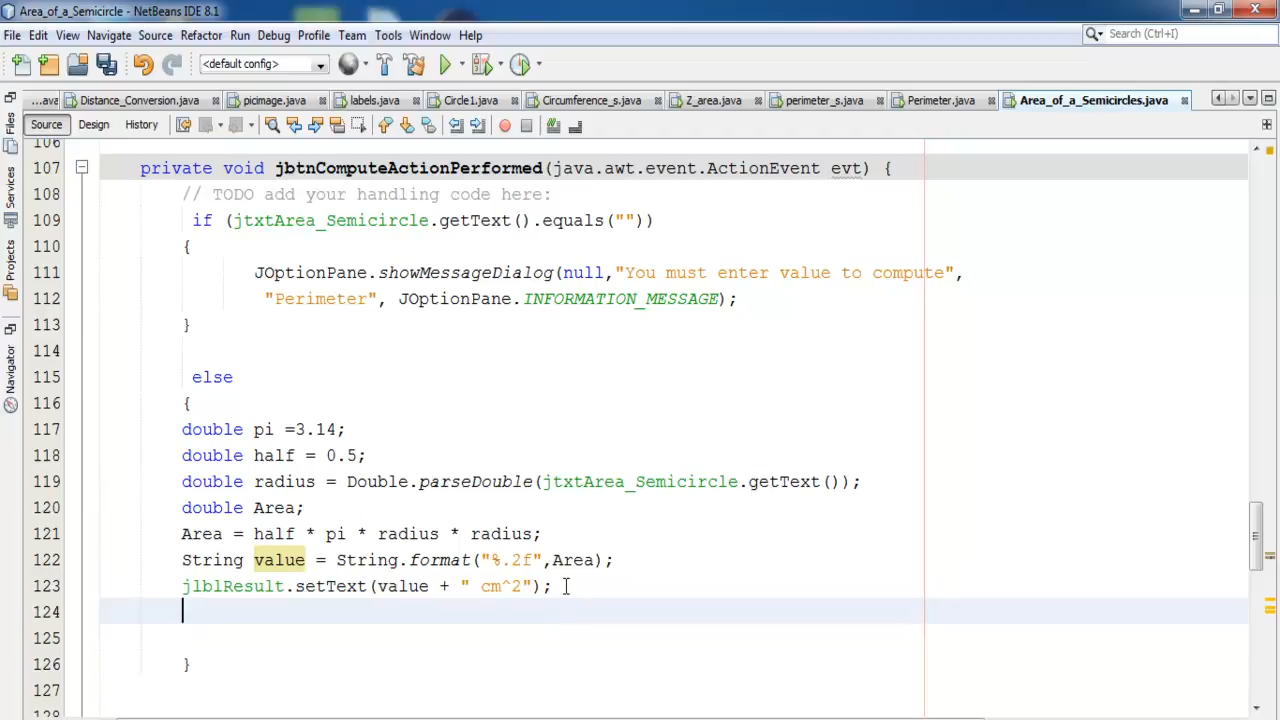 Area_of_a_Semicircle - NetBeans IDE 8.1
File Edit View Navigate Source Refactor Run Debug Profile Team Tools Window Help
Search (Ctrl+I)
<default config>
...ava Distance_Conversion.java picimage.java labels.java Circle1.java Circumference_s.java Z_area.java perimeter_s.java Perimeter.java Area_of_a_Semicircles.java
Source Design History
Files
Services
Projects
Navigator
106
107 private void jbtnComputeActionPerformed(java.awt.event.ActionEvent evt) {
108 // TODO add your handling code here:
109 if (jtxtArea_Semicircle.getText().equals(""))
110 {
111 JOptionPane.showMessageDialog(null,"You must enter value to compute",
112 "Perimeter", JOptionPane.INFORMATION_MESSAGE);
113 }
114
115 else
116 {
117 double pi =3.14;
118 double half = 0.5;
119 double radius = Double.parseDouble(jtxtArea_Semicircle.getText());
120 double Area;
121 Area = half * pi * radius * radius;
122 String value = String.format("%.2f",Area);
123 jlblResult.setText(value + " cm^2");
124
125
126 }
127
128